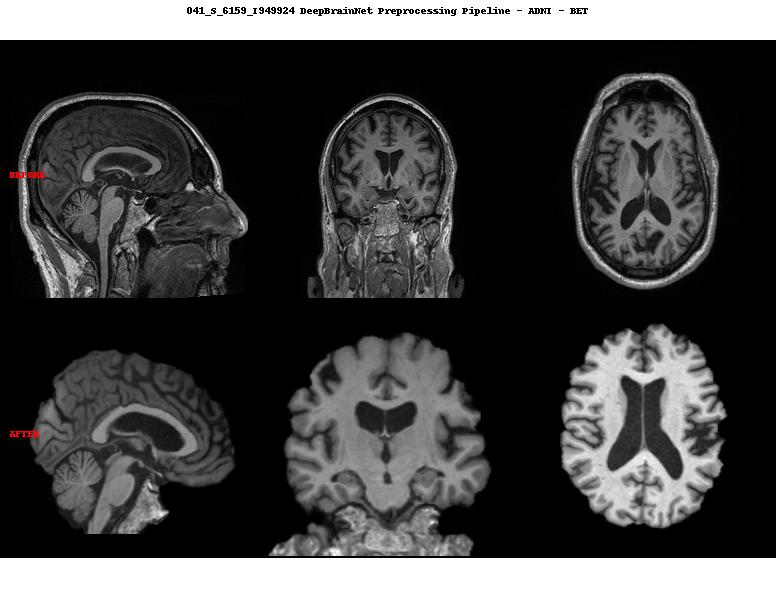 041_S_6159_I949924 DeepBrainNet Preprocessing Pipeline - ADNI - BET
BEFORE
AFTER